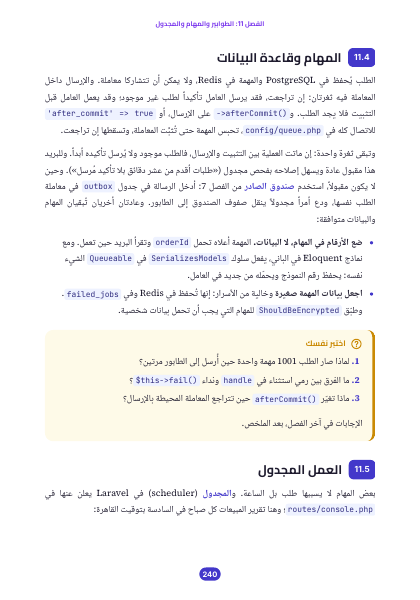 الفصل 11: الطوابير والمهام والمجدول
11.4 المهام وقاعدة البيانات
الطلب يُحفظ في PostgreSQL والمهمة في Redis، ولا يمكن أن تتشاركا معاملة. والإرسال داخل
المعاملة فيه ثغرتان: إن تراجعت، فقد يرسل العامل تأكيداً لطلب غير موجود؛ وقد يعمل العامل قبل
التثبيت فلا يجد الطلب. و ->afterCommit() على الإرسال، أو 'after_commit' => true
للاتصال كله في config/queue.php، تحبس المهمة حتى تُثبَّت المعاملة، وتسقطها إن تراجعت.
وتبقى ثغرة واحدة: إن ماتت العملية بين التثبيت والإرسال، فالطلب موجود ولا يُرسل تأكيده أبداً. وللبريد
هذا مقبول عادة ويسهل إصلاحه بفحص مجدول («طلبات أقدم من عشر دقائق بلا تأكيد مُرسل»). وحين
لا يكون مقبولاً، استخدم صندوق الصادر من الفصل 7: أدخل الرسالة في جدول outbox في معاملة
الطلب نفسها، ودع أمراً مجدولاً ينقل صفوف الصندوق إلى الطابور. وعادتان أخريان تُبقيان المهام
والبيانات متوافقة:
• ضع الأرقام في المهام، لا البيانات. المهمة أعلاه تحمل orderId وتقرأ البريد حين تعمل. ومع
نماذج Eloquent في الباني، يفعل سلوك SerializesModels في Queueable الشيء
نفسه: يحفظ رقم النموذج ويحمّله من جديد في العامل.
• اجعل بيانات المهمة صغيرة وخالية من الأسرار: إنها تُحفظ في Redis وفي failed_jobs.
وطبّق ShouldBeEncrypted للمهام التي يجب أن تحمل بيانات شخصية.
اختبر نفسك
1. لماذا صار الطلب 1001 مهمة واحدة حين أُرسل إلى الطابور مرتين؟
2. ما الفرق بين رمي استثناء في handle ونداء $this->fail()؟
3. ماذا تغيّر afterCommit() حين تتراجع المعاملة المحيطة بالإرسال؟
الإجابات في آخر الفصل، بعد الملخص.
11.5 العمل المجدول
بعض المهام لا يسببها طلب بل الساعة. والمجدول (scheduler) في Laravel يعلن عنها في
routes/console.php؛ وهنا تقرير المبيعات كل صباح في السادسة بتوقيت القاهرة:
240